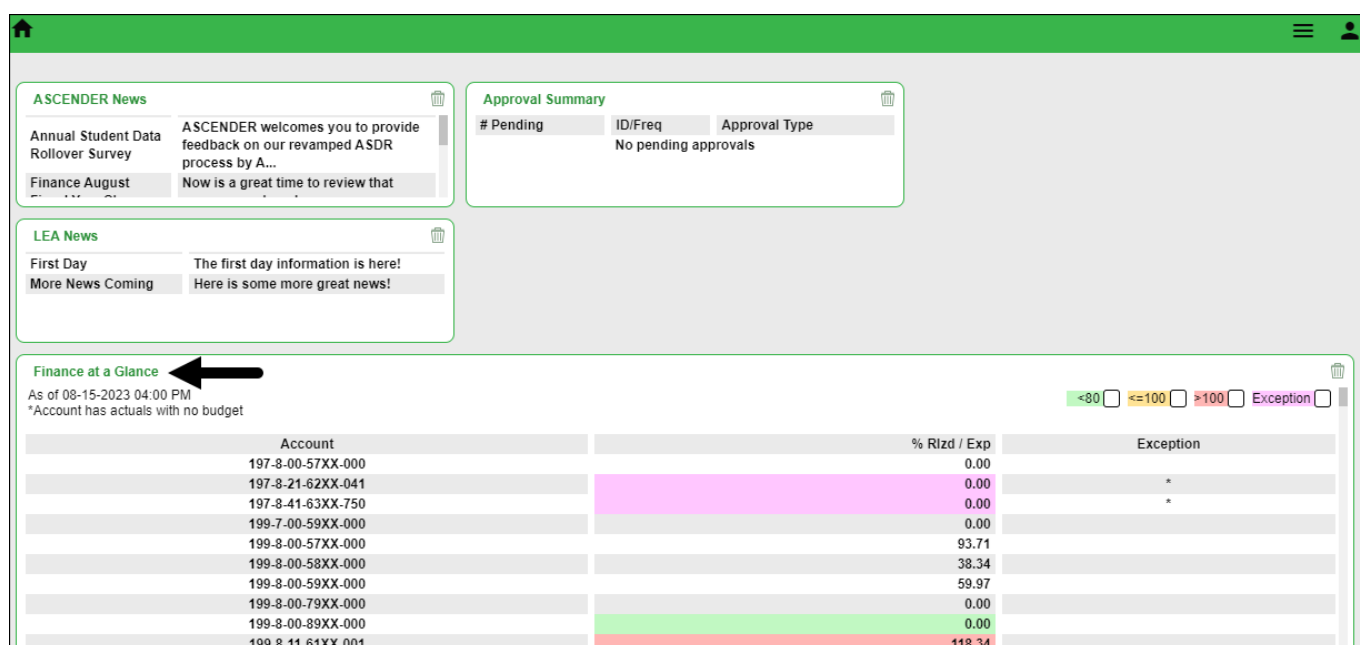 ASCENDER News
Annual Student Data
Rollover Survey
ASCENDER welcomes you to provide
feedback on our revamped ASDR
process by A...
Finance August
Now is a great time to review that
Approval Summary
# Pending ID/Freq Approval Type
No pending approvals
LEA News
First Day The first day information is here!
More News Coming Here is some more great news!
Finance at a Glance
As of 08-15-2023 04:00 PM
*Account has actuals with no budget
<80 <=100 >100 Exception
Account % Rlzd / Exp Exception
197-8-00-57XX-000 0.00
197-8-21-62XX-041 0.00 *
197-8-41-63XX-750 0.00 *
199-7-00-59XX-000 0.00
199-8-00-57XX-000 93.71
199-8-00-58XX-000 38.34
199-8-00-59XX-000 59.97
199-8-00-79XX-000 0.00
199-8-00-89XX-000 0.00
199-8-11-61XX-001 118.34